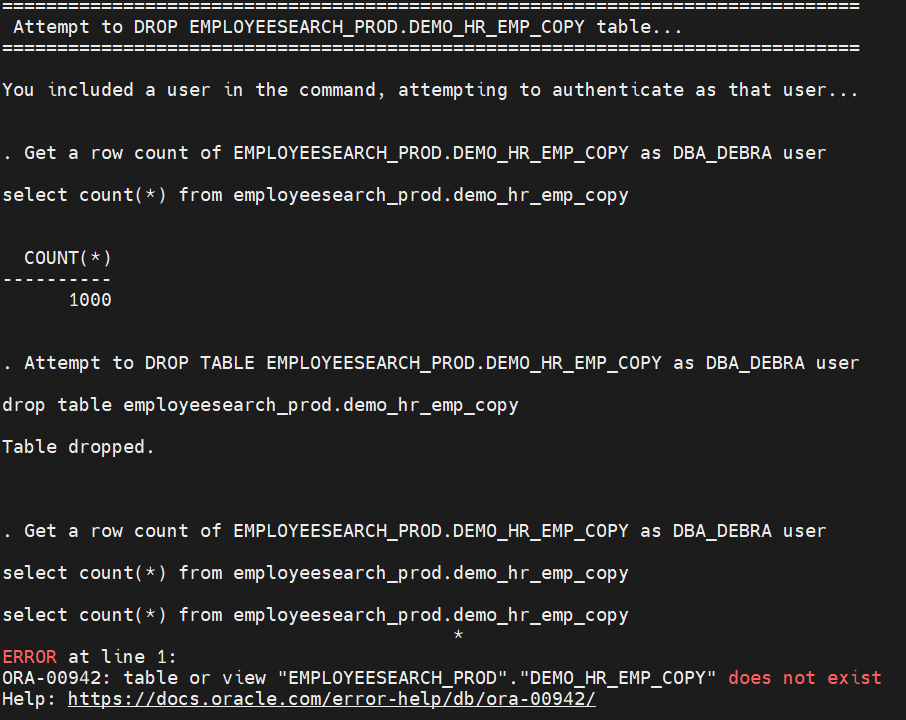 ==============================================================================
Attempt to DROP EMPLOYEESEARCH_PROD.DEMO_HR_EMP_COPY table...
==============================================================================
You included a user in the command, attempting to authenticate as that user...
. Get a row count of EMPLOYEESEARCH_PROD.DEMO_HR_EMP_COPY as DBA_DEBRA user
select count(*) from employeesearch_prod.demo_hr_emp_copy
COUNT(*)
----------
1000
. Attempt to DROP TABLE EMPLOYEESEARCH_PROD.DEMO_HR_EMP_COPY as DBA_DEBRA user
drop table employeesearch_prod.demo_hr_emp_copy
Table dropped.
. Get a row count of EMPLOYEESEARCH_PROD.DEMO_HR_EMP_COPY as DBA_DEBRA user
select count(*) from employeesearch_prod.demo_hr_emp_copy
select count(*) from employeesearch_prod.demo_hr_emp_copy
*
ERROR at line 1:
ORA-00942: table or view "EMPLOYEESEARCH_PROD"."DEMO_HR_EMP_COPY" does not exist
Help: https://docs.oracle.com/error-help/db/ora-00942/